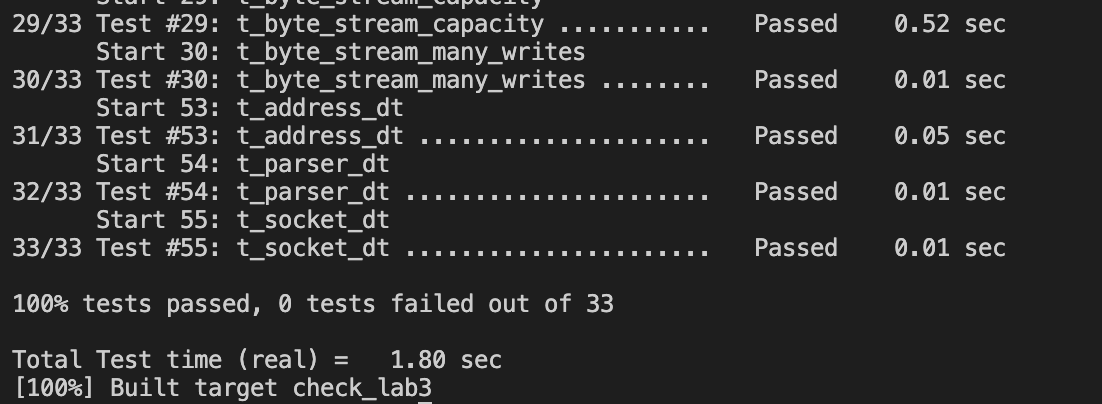 Start 29: t_byte_stream_capacity
29/33 Test #29: t_byte_stream_capacity ...........   Passed    0.52 sec
      Start 30: t_byte_stream_many_writes
30/33 Test #30: t_byte_stream_many_writes ........   Passed    0.01 sec
      Start 53: t_address_dt
31/33 Test #53: t_address_dt .....................   Passed    0.05 sec
      Start 54: t_parser_dt
32/33 Test #54: t_parser_dt ......................   Passed    0.01 sec
      Start 55: t_socket_dt
33/33 Test #55: t_socket_dt ......................   Passed    0.01 sec

100% tests passed, 0 tests failed out of 33

Total Test time (real) =   1.80 sec
[100%] Built target check_lab3